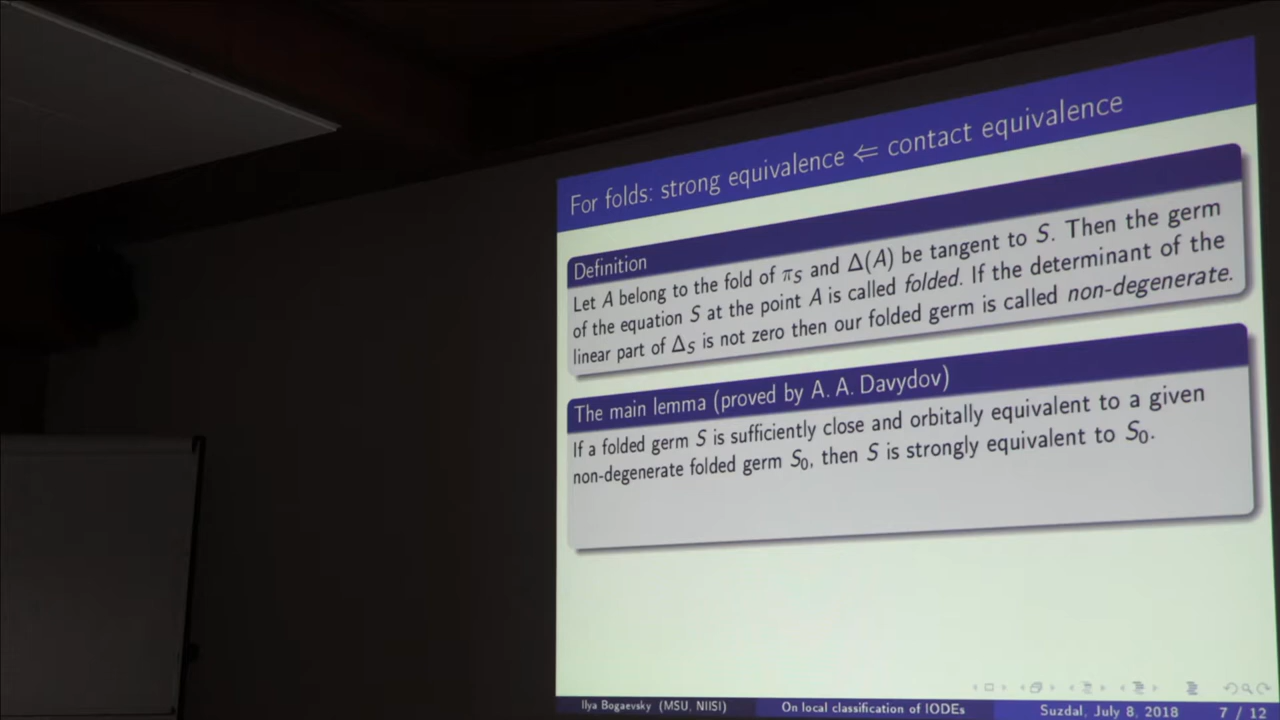 For folds: strong equivalence ⇐ contact equivalence
Definition
Let A belong to the fold of π_S and Δ(A) be tangent to S. Then the germ
of the equation S at the point A is called folded. If the determinant of the
linear part of Δ_S is not zero then our folded germ is called non-degenerate.
The main lemma (proved by A. A. Davydov)
If a folded germ S is sufficiently close and orbitally equivalent to a given
non-degenerate folded germ S₀, then S is strongly equivalent to S₀.
Ilya Bogaevsky (MSU, NIISI) On local classification of IODEs Suzdal, July 8, 2018 7 / 12